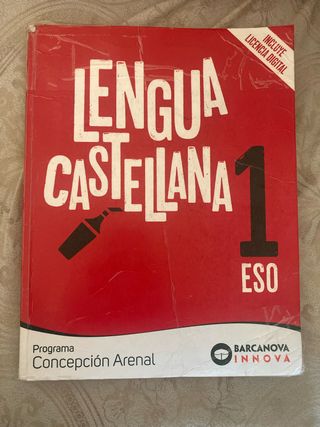 INCLUYE
LICENCIA DIGITAL
LENGUA
CASTELLANA
1
ESO
Programa
Concepción Arenal
BARCANOVA
INNOVA